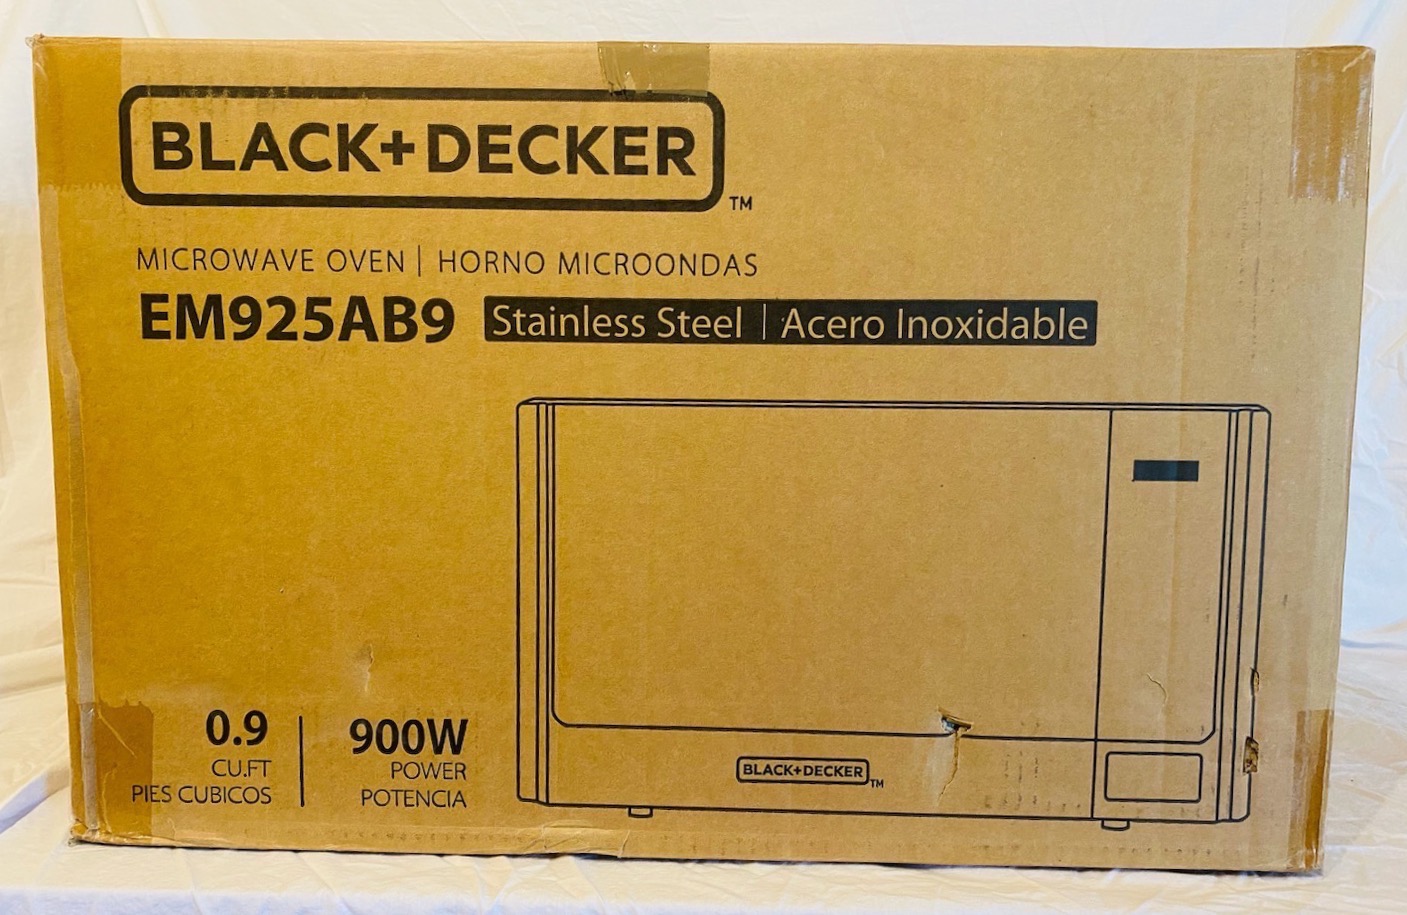 BLACK+DECKER
TM
MICROWAVE OVEN | HORNO MICROONDAS
EM925AB9 Stainless Steel | Acero Inoxidable
0.9
CU.FT
PIES CUBICOS
900W
POWER
POTENCIA
BLACK+DECKER
TM